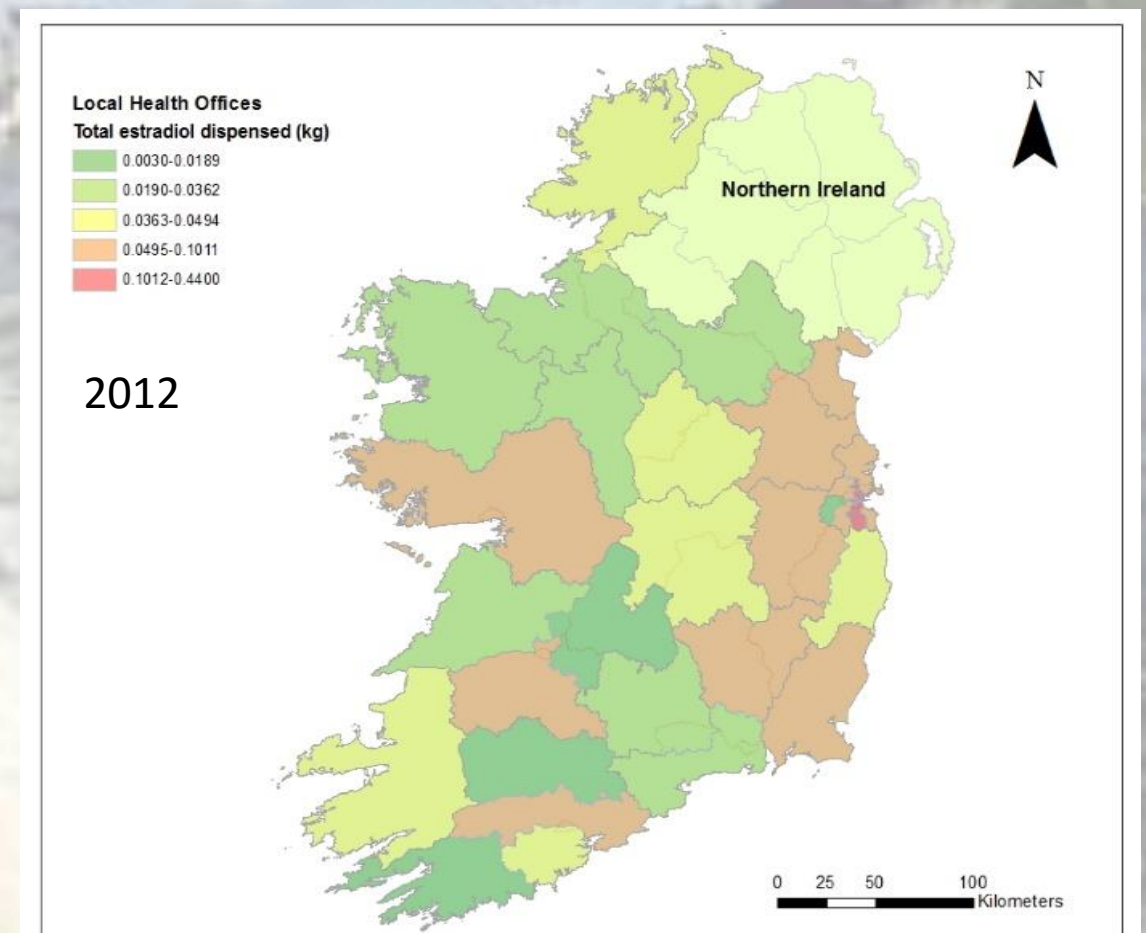 Local Health Offices
Total estradiol dispensed (kg)
0.0030-0.0189
0.0190-0.0362
0.0363-0.0494
0.0495-0.1011
0.1012-0.4400
N
Northern Ireland
2012
0 25 50 100
Kilometers